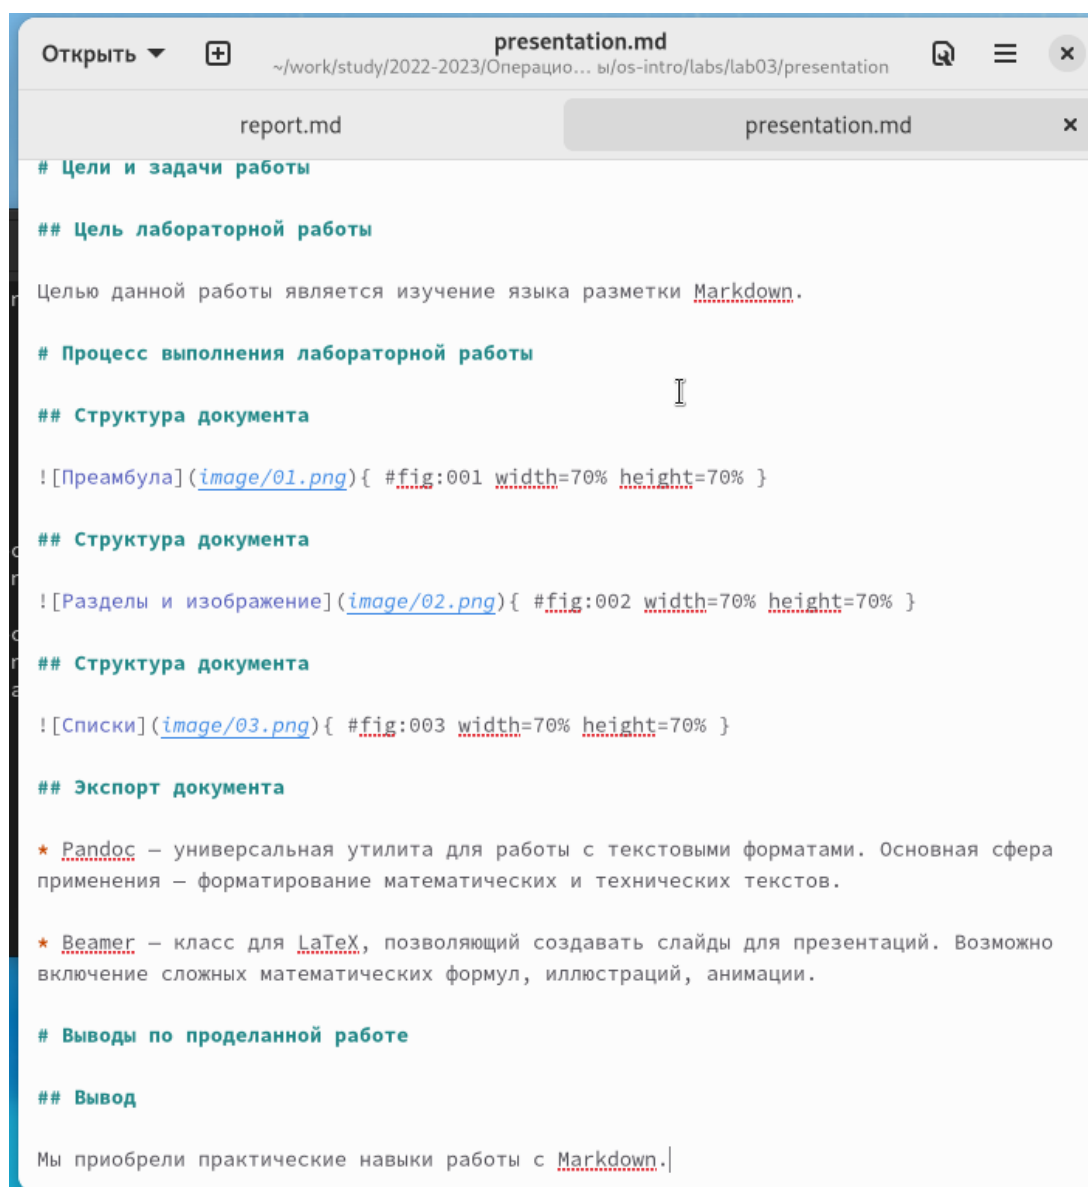 Открыть
presentation.md
~/work/study/2022-2023/Операцио… ы/os-intro/labs/lab03/presentation
report.md
presentation.md
# Цели и задачи работы
## Цель лабораторной работы
Целью данной работы является изучение языка разметки Markdown.
# Процесс выполнения лабораторной работы
## Структура документа
![Преамбула](image/01.png){ #fig:001 width=70% height=70% }
## Структура документа
![Разделы и изображение](image/02.png){ #fig:002 width=70% height=70% }
## Структура документа
![Списки](image/03.png){ #fig:003 width=70% height=70% }
## Экспорт документа
* Pandoc — универсальная утилита для работы с текстовыми форматами. Основная сфера
применения — форматирование математических и технических текстов.
* Beamer — класс для LaTeX, позволяющий создавать слайды для презентаций. Возможно
включение сложных математических формул, иллюстраций, анимации.
# Выводы по проделанной работе
## Вывод
Мы приобрели практические навыки работы с Markdown.